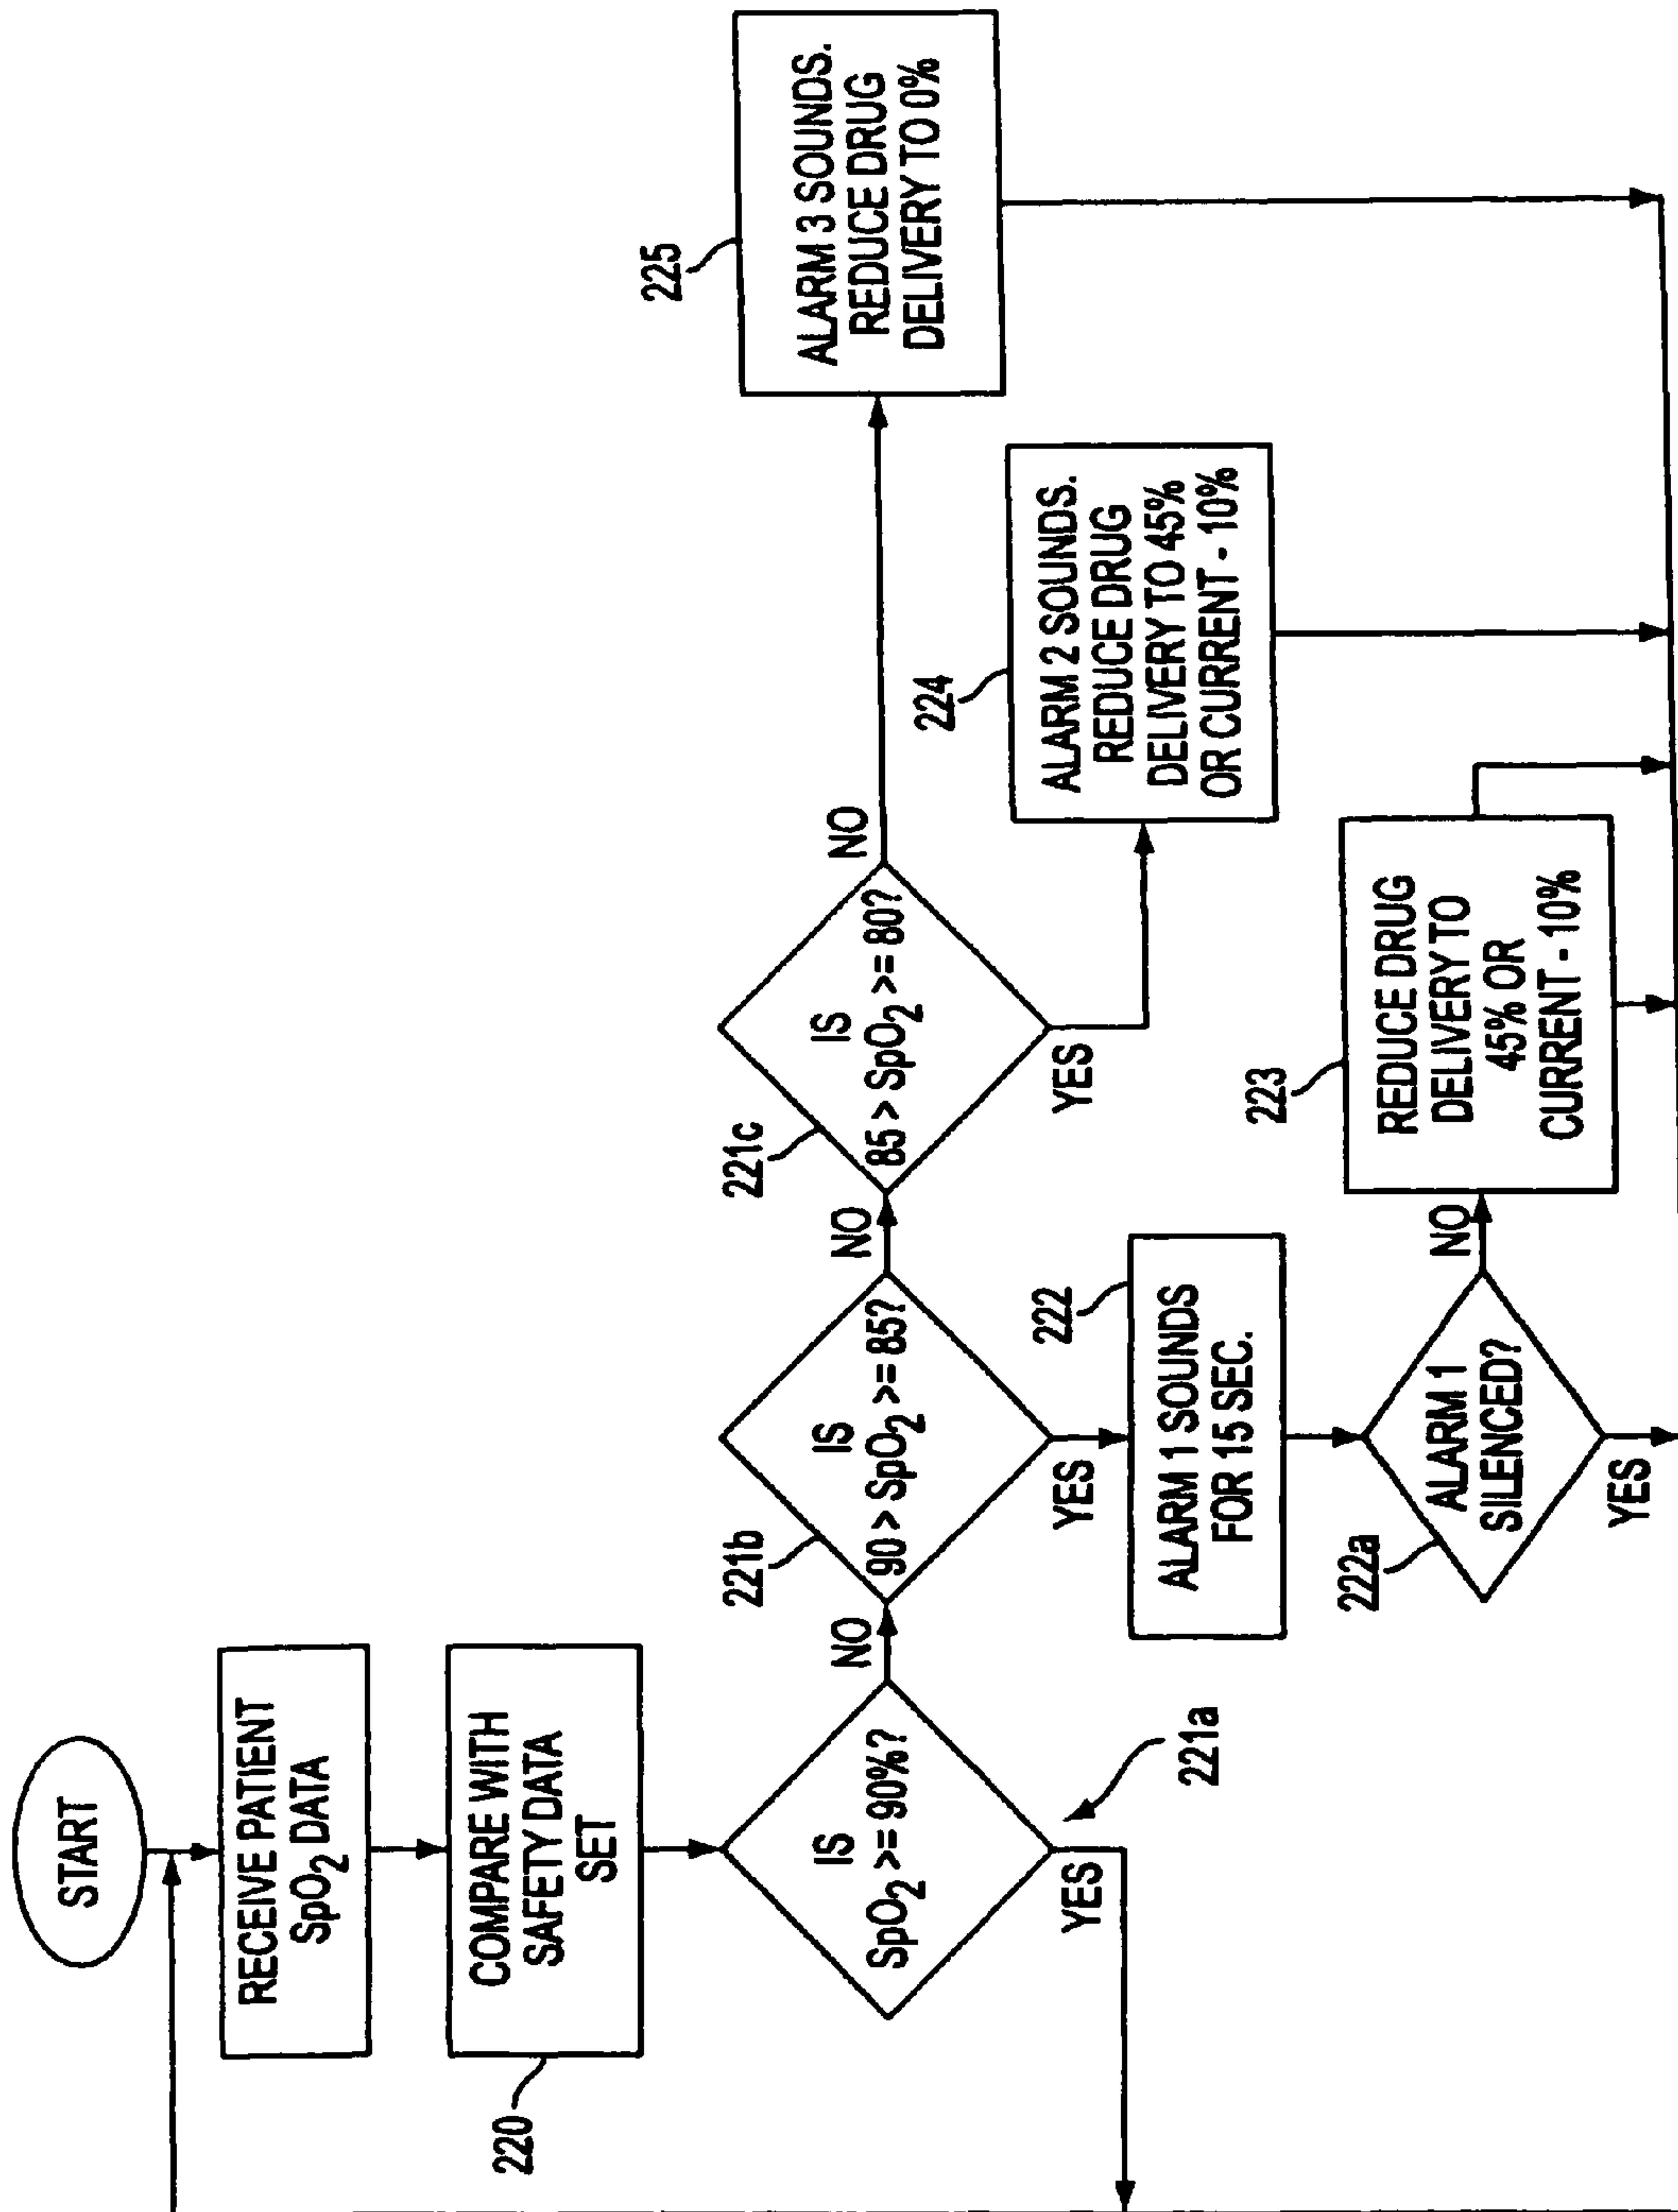 START
RECEIVE PATIENT
SpO₂ DATA
COMPARE WITH
SAFETY DATA
SET
220
IS
SpO₂ >= 90%?
221a
YES
NO
IS
90 > SpO₂ >= 85?
221b
YES
NO
IS
85 > SpO₂ >= 80?
221c
YES
NO
ALARM 3 SOUNDS.
REDUCE DRUG
DELIVERY TO 0%
225
ALARM 2 SOUNDS.
REDUCE DRUG
DELIVERY TO 45%
OR CURRENT - 10%
224
ALARM 1 SOUNDS
FOR 15 SEC.
222
ALARM 1
SILENCED?
222a
YES
NO
REDUCE DRUG
DELIVERY TO
45% OR
CURRENT - 10%
223